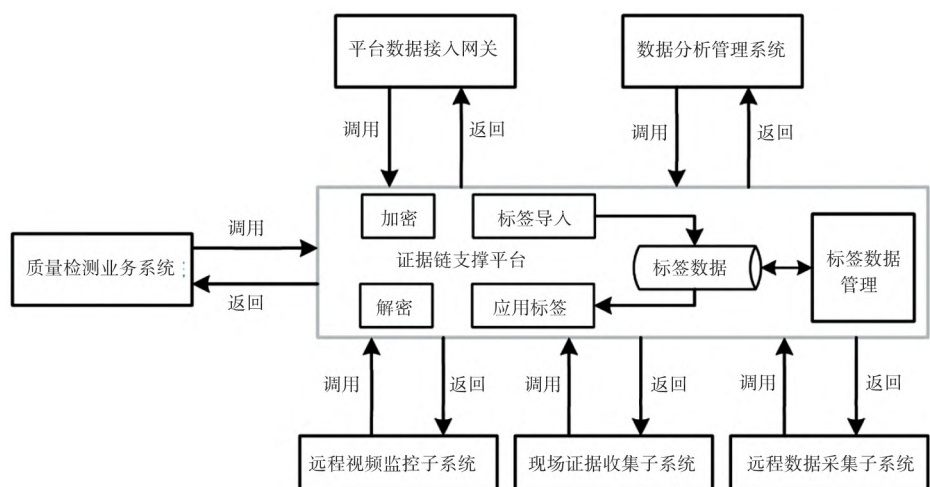 平台数据接入网关
数据分析管理系统
调用
返回
调用
返回
加密
标签导入
调用
质量检测业务系统
证据链支撑平台
标签数据
标签数据
管理
返回
解密
应用标签
调用
返回
调用
返回
调用
返回
远程视频监控子系统
现场证据收集子系统
远程数据采集子系统